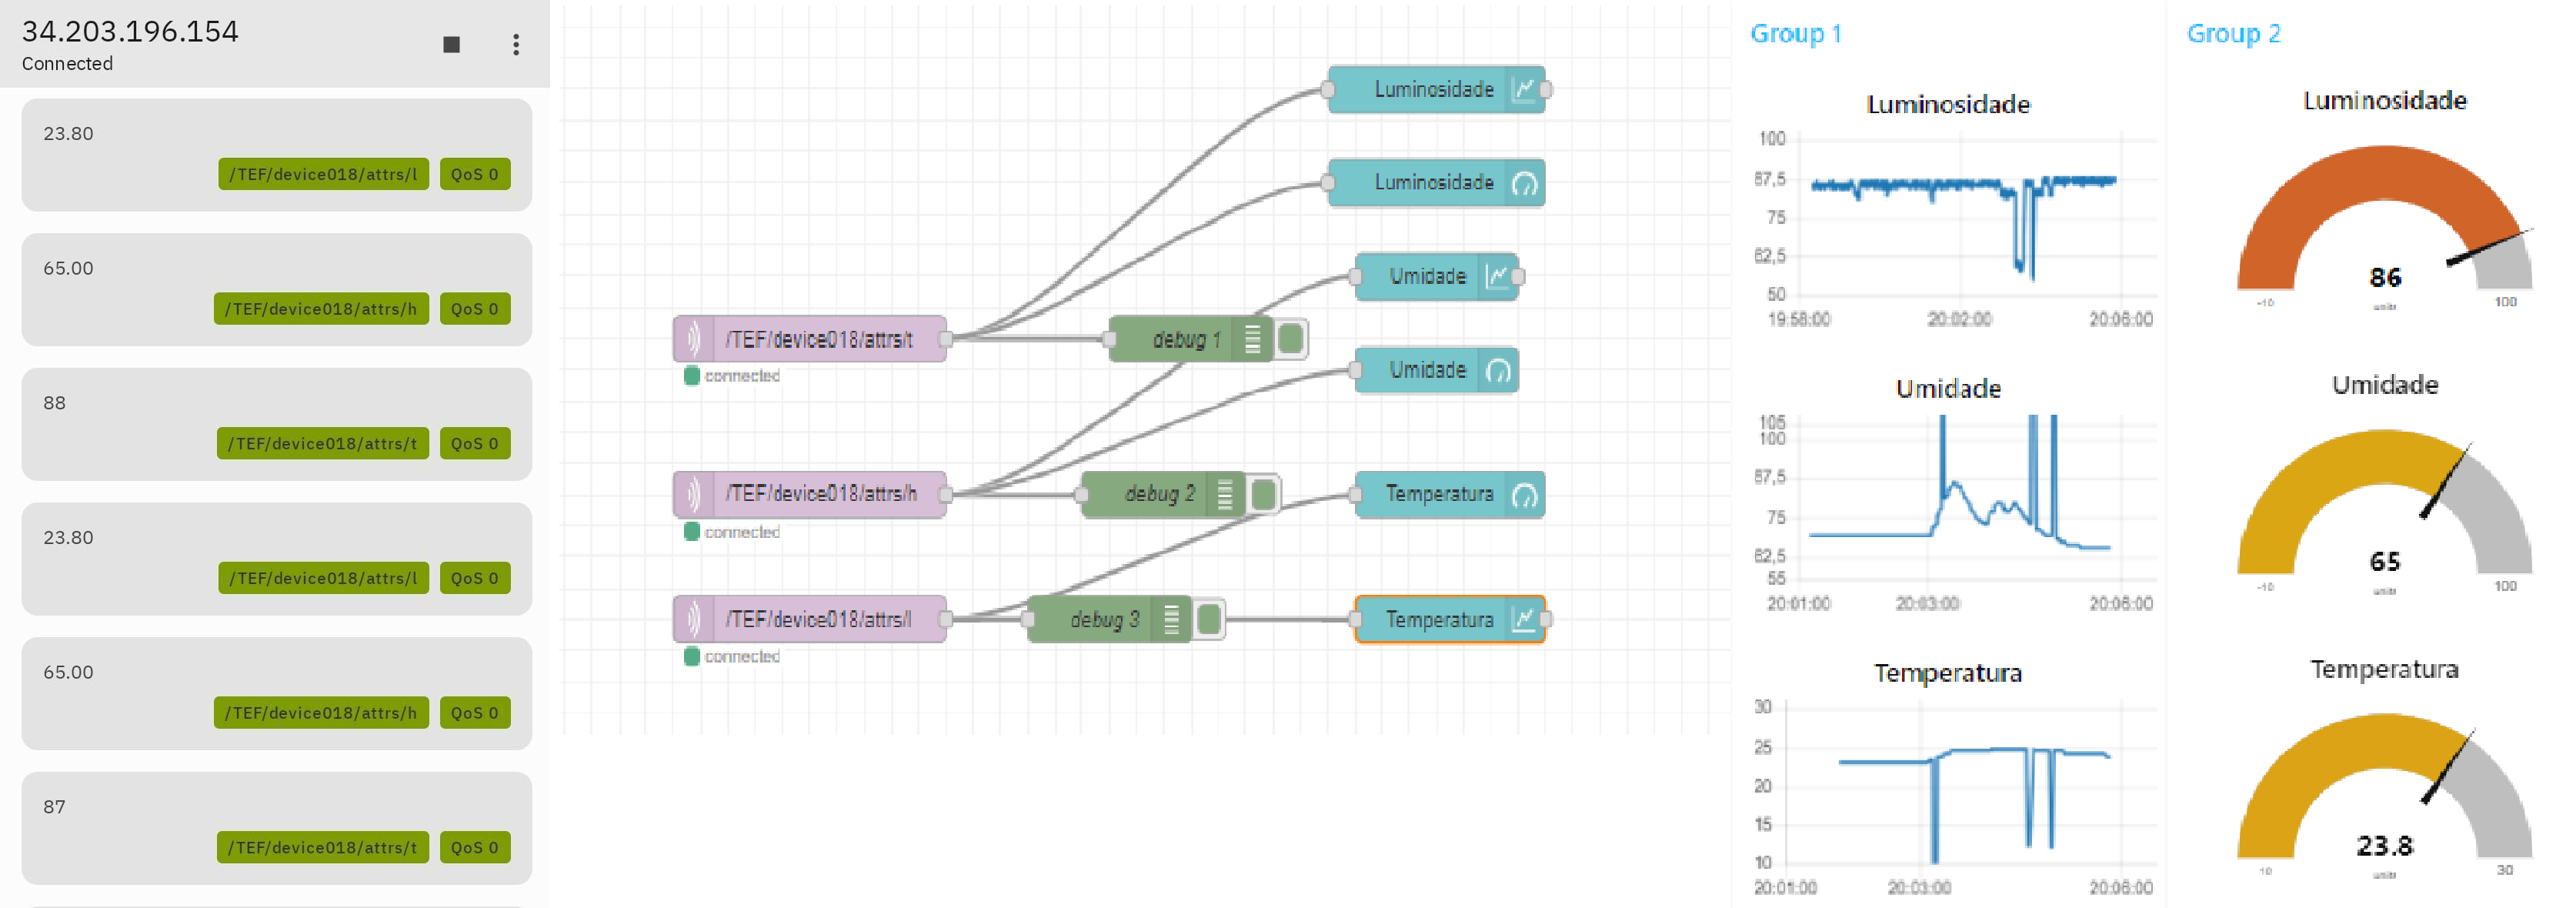 34.203.196.154
Connected
23.80
/TEF/device018/attrs/l QoS 0
65.00
/TEF/device018/attrs/h QoS 0
88
/TEF/device018/attrs/t QoS 0
23.80
/TEF/device018/attrs/l QoS 0
65.00
/TEF/device018/attrs/h QoS 0
87
/TEF/device018/attrs/t QoS 0
Luminosidade
Luminosidade
Umidade
/TEF/device018/attrs/t
debug 1
connected
Umidade
/TEF/device018/attrs/h
debug 2
connected
Temperatura
/TEF/device018/attrs/l
debug 3
connected
Temperatura
Group 1
Luminosidade
100
87,5
75
62,5
50
19:58:00 20:02:00 20:06:00
Umidade
105
100
87,5
75
62,5
55
20:01:00 20:03:00 20:06:00
Temperatura
30
25
20
15
10
20:01:00 20:03:00 20:06:00
Group 2
Luminosidade
86
-10 units 100
Umidade
65
-10 units 100
Temperatura
23.8
10 units 30